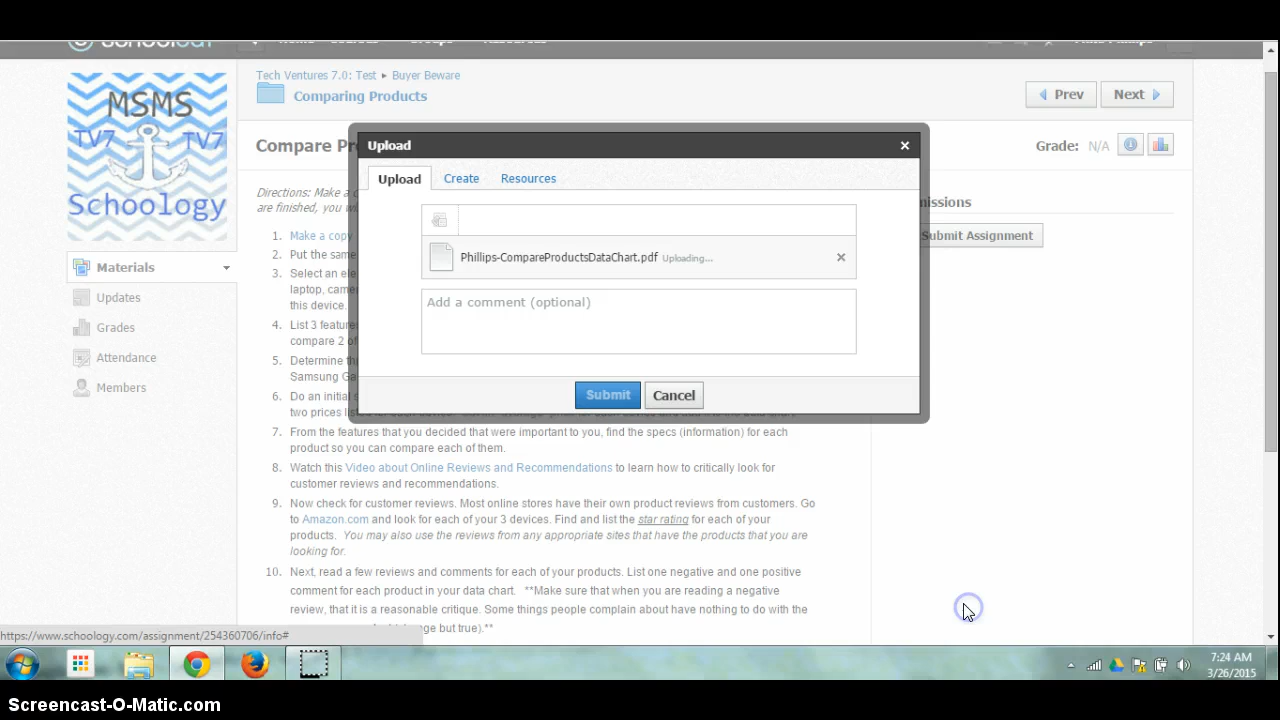 Tech Ventures 7.0: Test ▸ Buyer Beware
Comparing Products
Prev
Next
MSMS
TV7 TV7
Schoology
Compare
Grade: N/A
Upload
×
Upload
Create
Resources
Phillips-CompareProductsDataChart.pdf Uploading...
×
Add a comment (optional)
Submit
Cancel
Submit Assignment
Materials
Updates
Grades
Attendance
Members
Directions: Make a
are finished, you
1. Make a copy
2. Put the same
3. Select an
laptop,
this device.
4. List 3
compare 2 of
5. Determine
Samsung
6. Do an initial
two prices
7. From the features that you decided that were important to you, find the specs (information) for each
product so you can compare each of them.
8. Watch this Video about Online Reviews and Recommendations to learn how to critically look for
customer reviews and recommendations.
9. Now check for customer reviews. Most online stores have their own product reviews from customers. Go
to Amazon.com and look for each of your 3 devices. Find and list the star rating for each of your
products. You may also use the reviews from any appropriate sites that have the products that you are
looking for.
10. Next, read a few reviews and comments for each of your products. List one negative and one positive
comment for each product in your data chart. **Make sure that when you are reading a negative
review, that it is a reasonable critique. Some things people complain about have nothing to do with the
but true).**
https://www.schoology.com/assignment/254360706/info#
7:24 AM
3/26/2015
Screencast-O-Matic.com